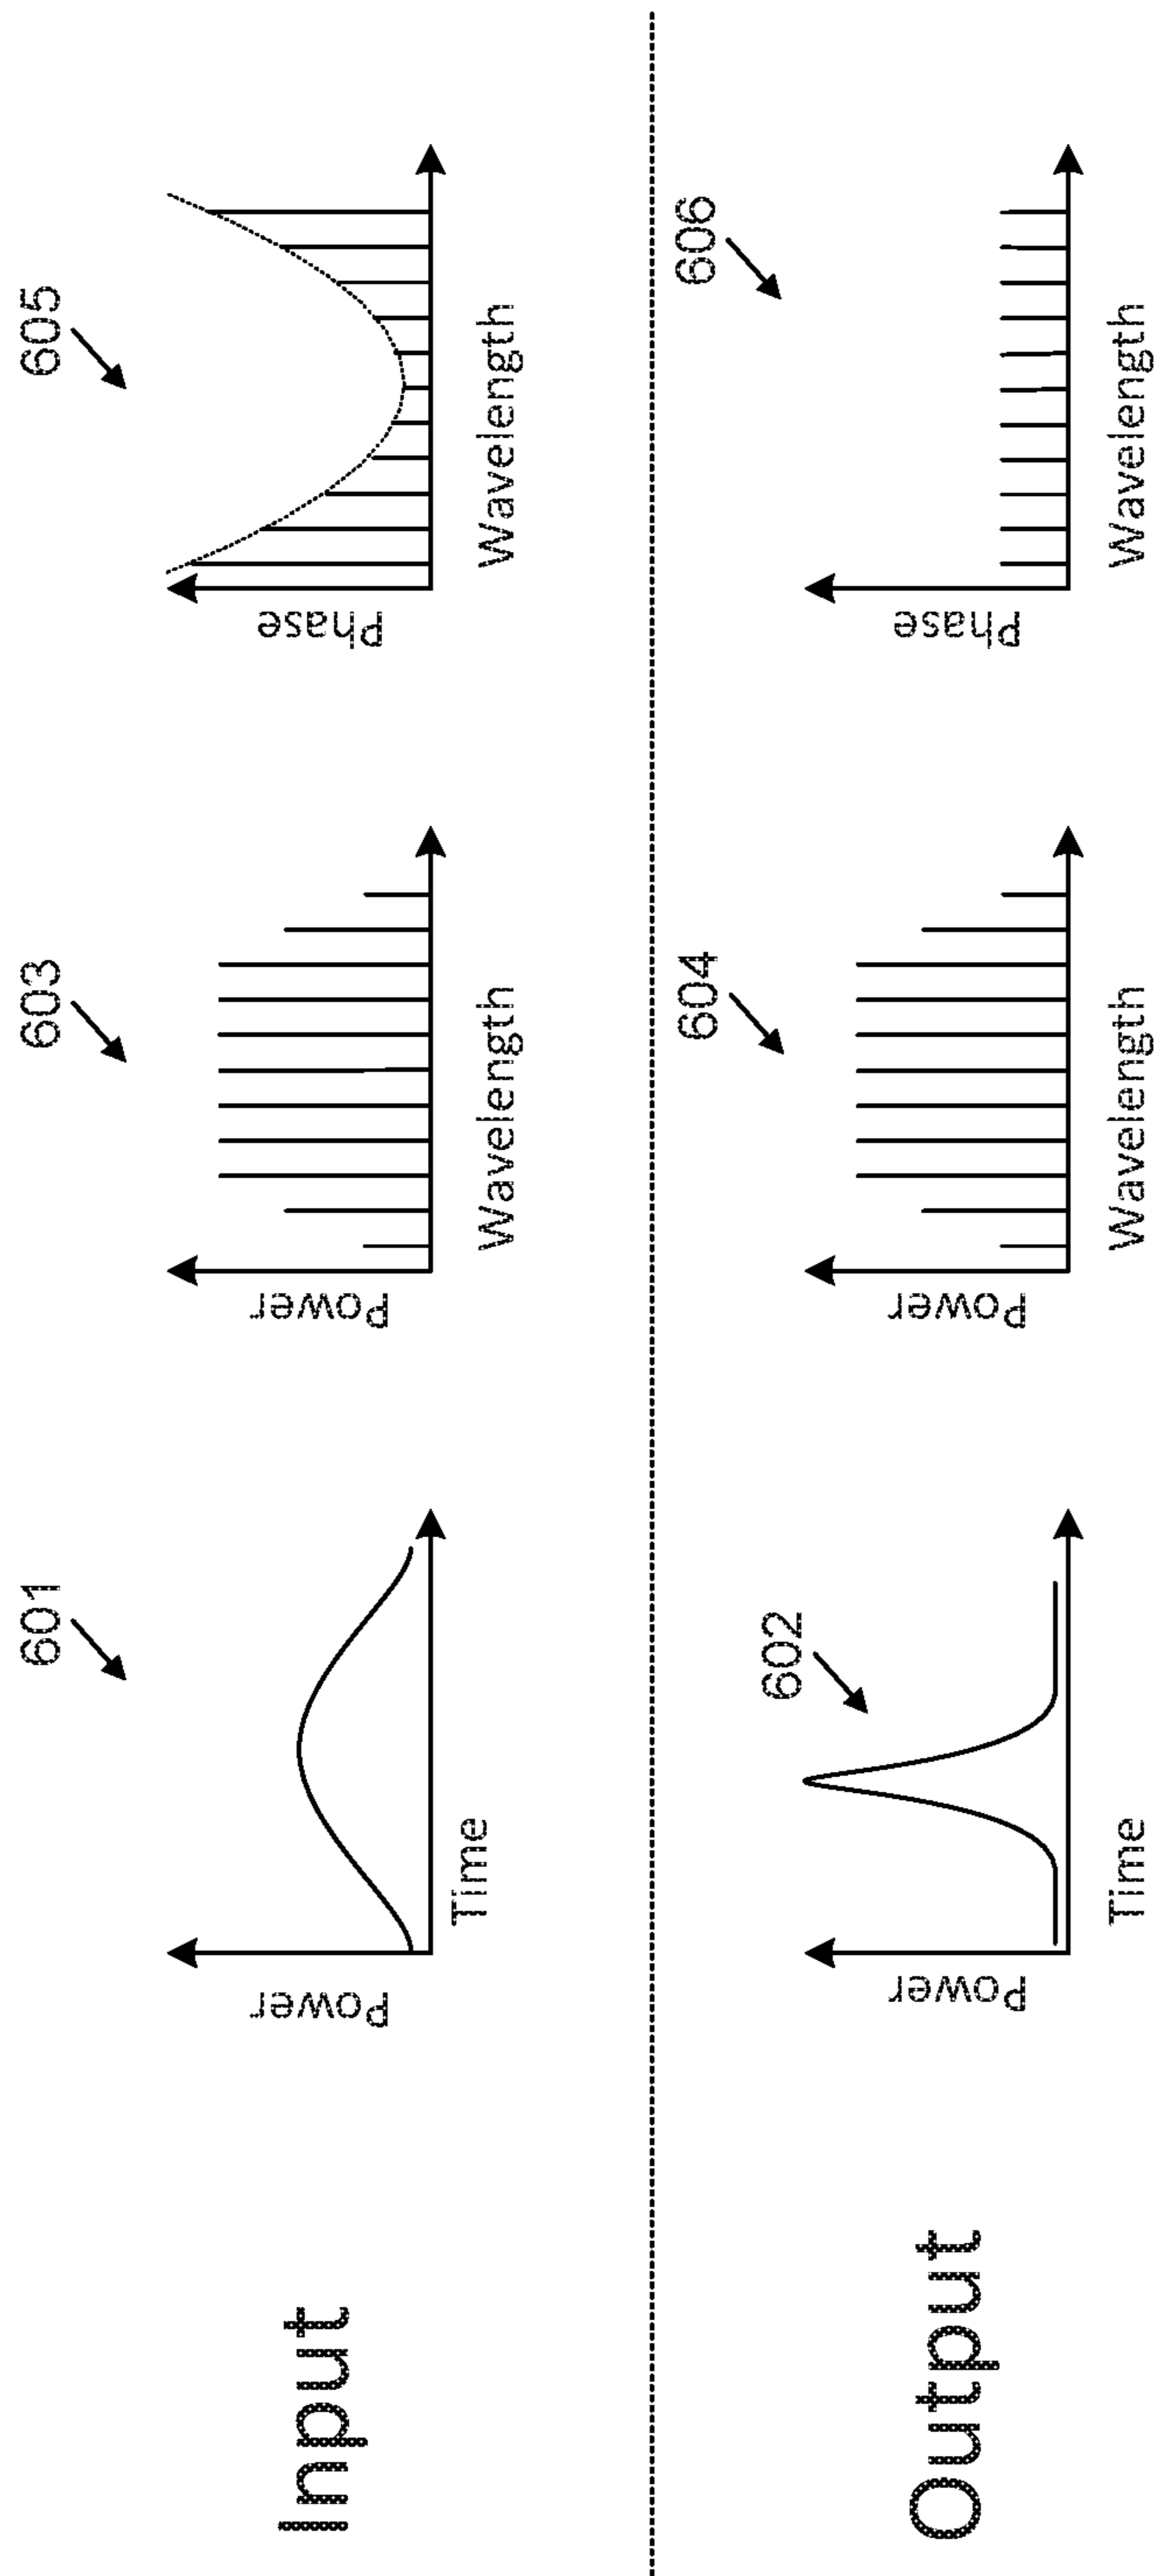 Input
601
Power
Time
603
Power
Wavelength
605
Phase
Wavelength
Output
602
Power
Time
604
Power
Wavelength
606
Phase
Wavelength